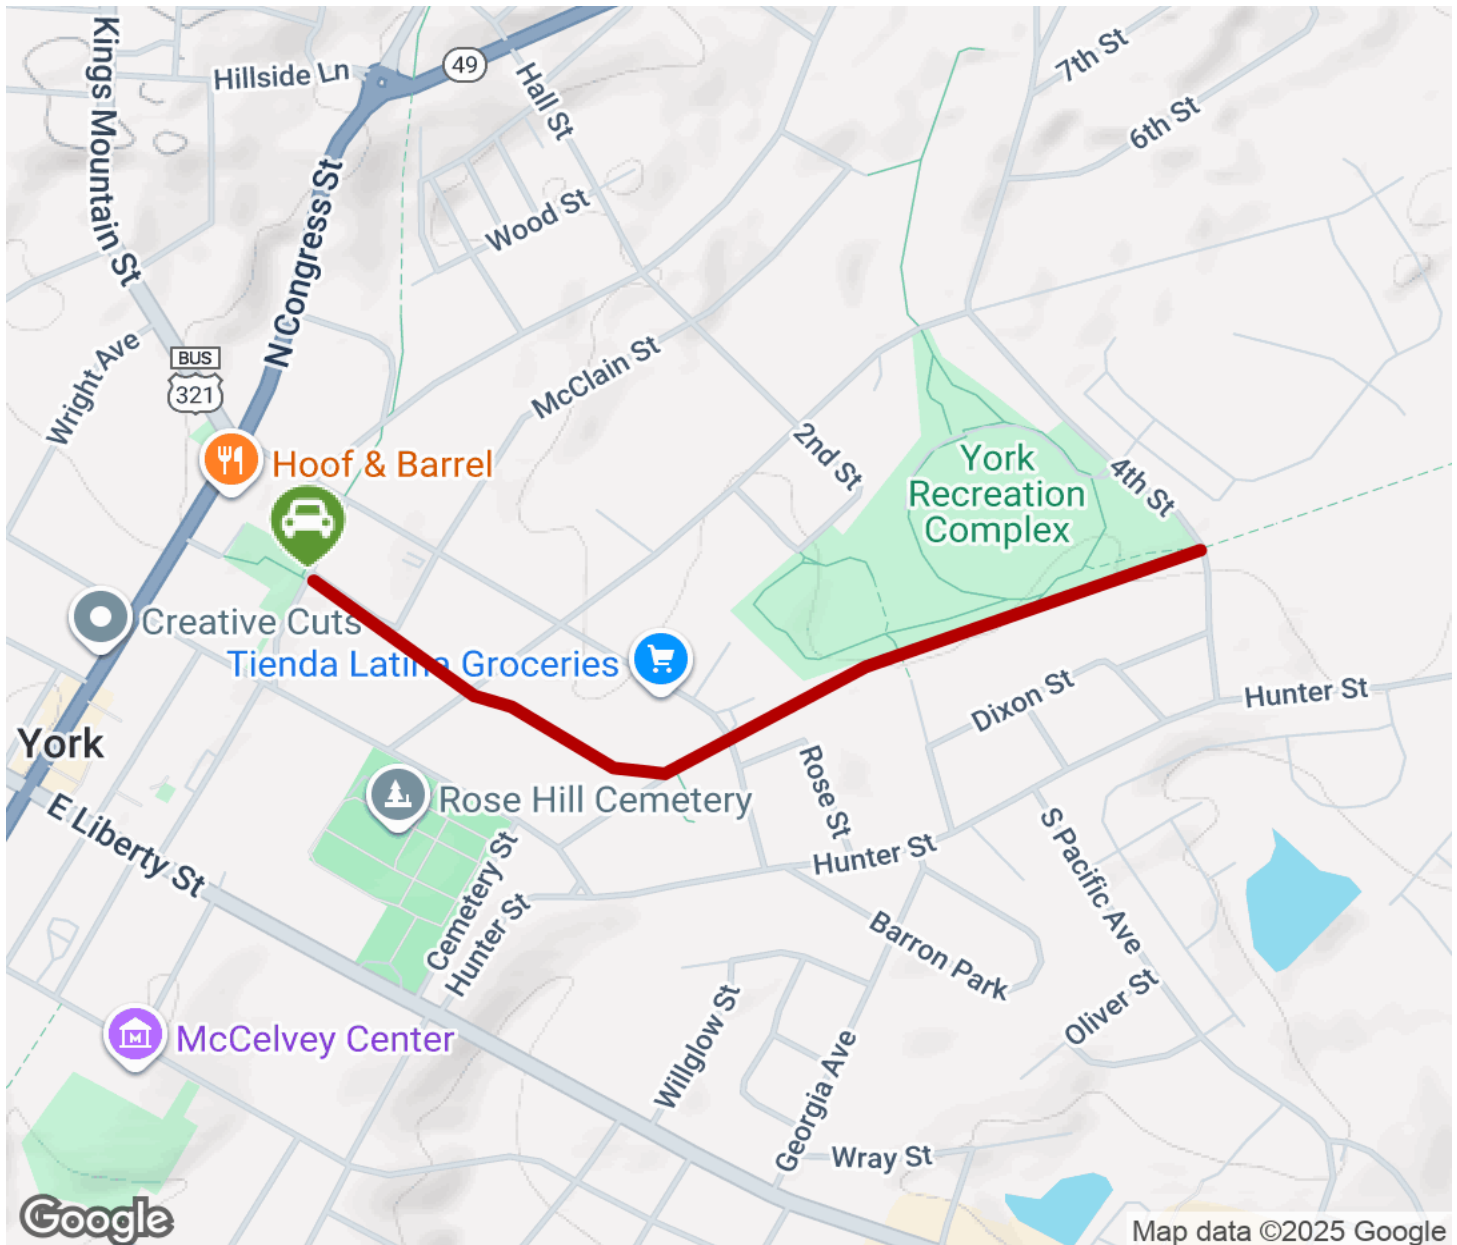 Kings Mountain St
Hillside Ln
49
Hall St
7th St
6th St
N Congress St
Wood St
Wright Ave
BUS
321
McClain St
Hoof & Barrel
2nd St
York
Recreation
Complex
4th St
Creative Cuts
Tienda Latina Groceries
Dixon St
Hunter St
York
Rose St
Rose Hill Cemetery
E Liberty St
Cemetery St
Hunter St
Hunter St
S Pacific Ave
Barron Park
Willglow St
Oliver St
M
McCelvey Center
Georgia Ave
Wray St
Google
Map data ©2025 Google